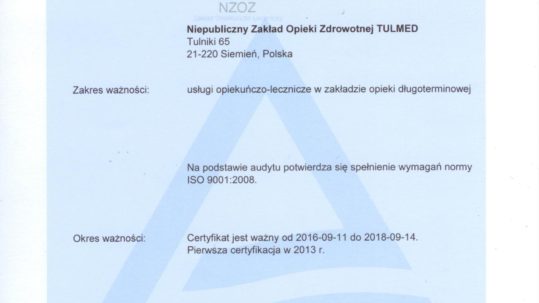 NZOZ
Niepubliczny Zakład Opieki Zdrowotnej TULMED
Tulniki 65
21-220 Siemień, Polska
Zakres ważności: usługi opiekuńczo-lecznicze w zakładzie opieki długoterminowej
Na podstawie audytu potwierdza się spełnienie wymagań normy
ISO 9001:2008.
Okres ważności: Certyfikat jest ważny od 2016-09-11 do 2018-09-14.
Pierwsza certyfikacja w 2013 r.